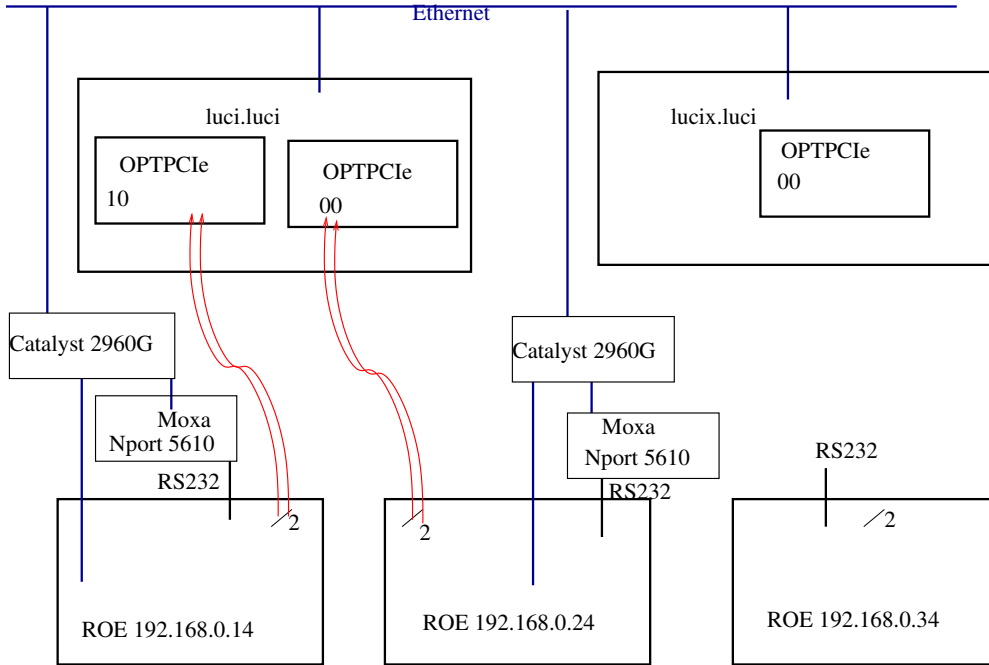 Ethernet
luci.luci
lucix.luci
OPTPCIe
10
OPTPCIe
00
OPTPCIe
00
Catalyst 2960G
Catalyst 2960G
Moxa
Nport 5610
Moxa
Nport 5610
RS232
RS232
RS232
2
2
2
ROE 192.168.0.14
ROE 192.168.0.24
ROE 192.168.0.34